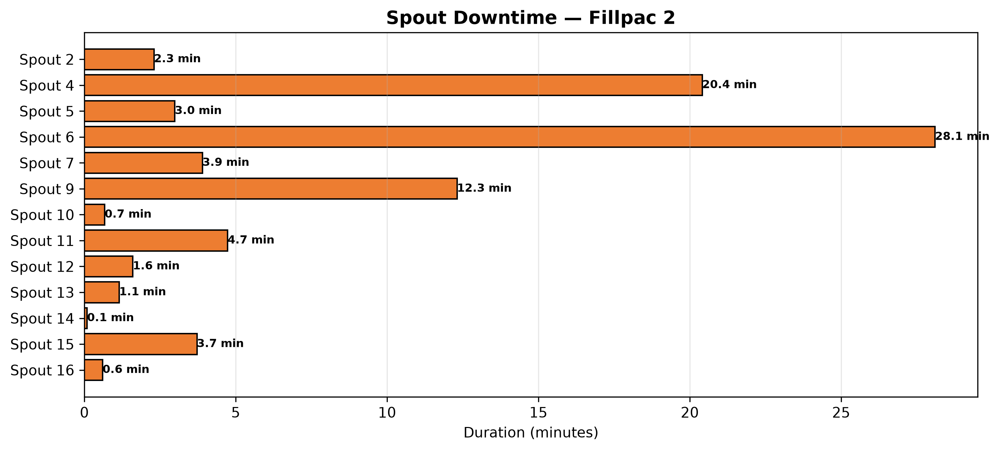 Spout Downtime — Fillpac 2
Spout 2 2.3 min
Spout 4 20.4 min
Spout 5 3.0 min
Spout 6 28.1 min
Spout 7 3.9 min
Spout 9 12.3 min
Spout 10 0.7 min
Spout 11 4.7 min
Spout 12 1.6 min
Spout 13 1.1 min
Spout 14 0.1 min
Spout 15 3.7 min
Spout 16 0.6 min
0 5 10 15 20 25
Duration (minutes)